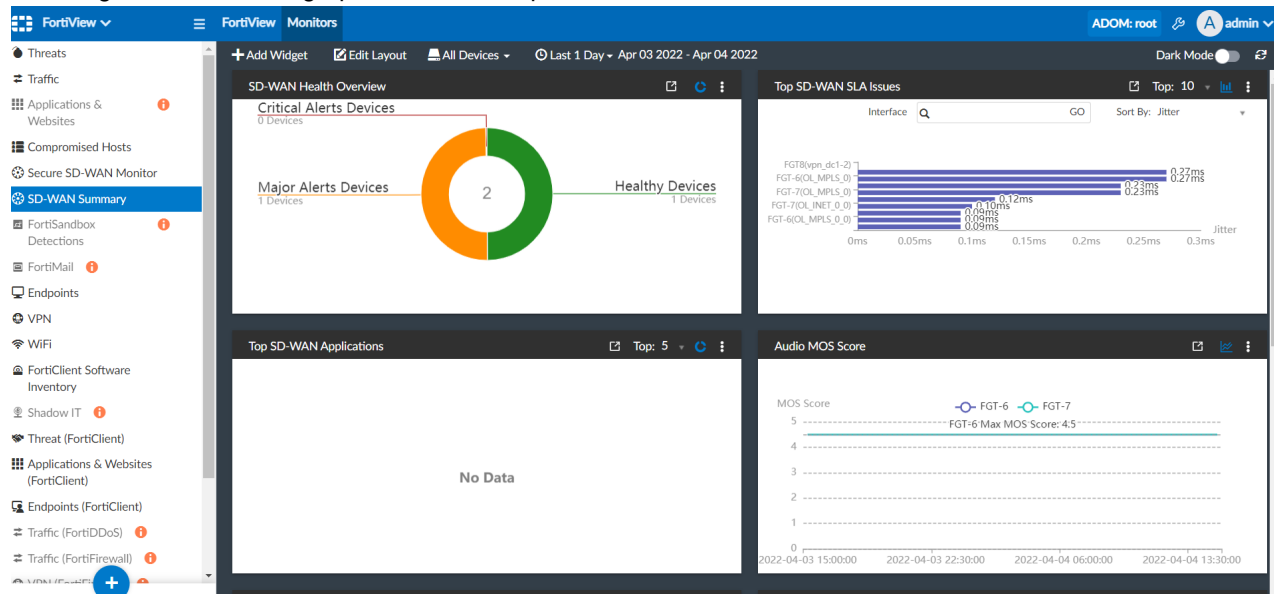 FortiView
FortiView Monitors
ADOM: root
A admin
Threats
Traffic
Applications &
Websites
Compromised Hosts
Secure SD-WAN Monitor
SD-WAN Summary
FortiSandbox
Detections
FortiMail
Endpoints
VPN
WiFi
FortiClient Software
Inventory
Shadow IT
Threat (FortiClient)
Applications & Websites
(FortiClient)
Endpoints (FortiClient)
Traffic (FortiDDoS)
Traffic (FortiFirewall)
Add Widget Edit Layout All Devices Last 1 Day Apr 03 2022 - Apr 04 2022
Dark Mode
SD-WAN Health Overview
Critical Alerts Devices
0 Devices
Major Alerts Devices
1 Devices
2
Healthy Devices
1 Devices
Top SD-WAN SLA Issues
Top: 10
Interface
GO
Sort By: Jitter
FGT8(vpn_dc1-2)
FGT-6(OL_MPLS_0)
FGT-7(OL_MPLS_0)
FGT-7(OL_INET_0_0)
FGT-6(OL_MPLS_0_0)
0.27ms
0.27ms
0.23ms
0.23ms
0.12ms
0.10ms
0.09ms
0.09ms
0.09ms
Jitter
0ms 0.05ms 0.1ms 0.15ms 0.2ms 0.25ms 0.3ms
Top SD-WAN Applications
Top: 5
No Data
Audio MOS Score
MOS Score
FGT-6 FGT-7
FGT-6 Max MOS Score: 4.5
5
4
3
2
1
0
2022-04-03 15:00:00 2022-04-03 22:30:00 2022-04-04 06:00:00 2022-04-04 13:30:00